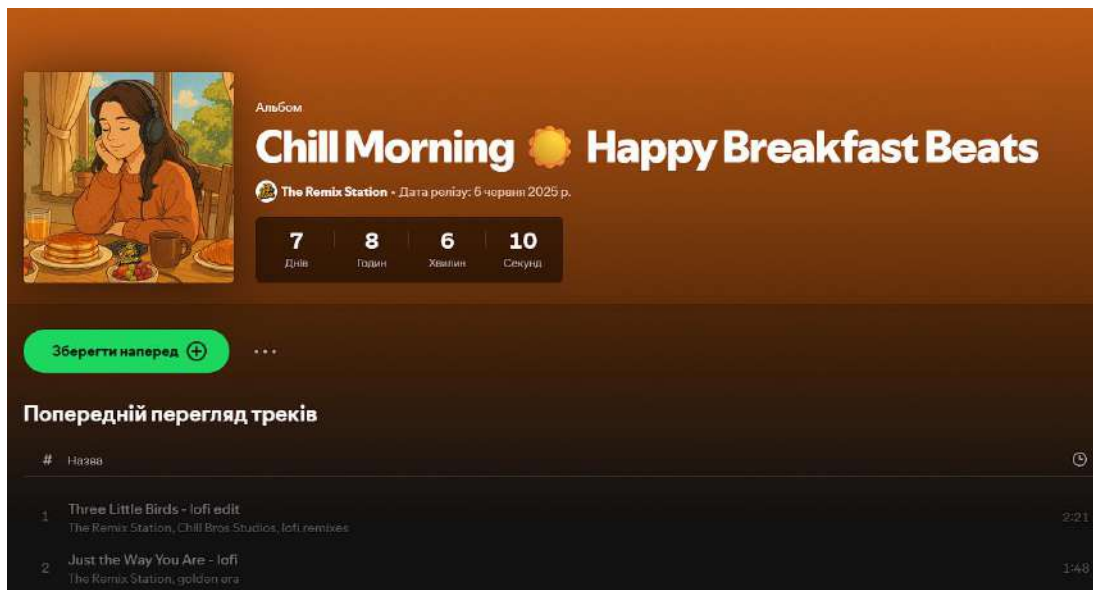 Альбом
Chill Morning 🌞 Happy Breakfast Beats
The Remix Station • Дата релізу: 6 червня 2025 р.
7 8 6 10
Днів Годин Хвилин Секунд
Зберегти наперед
Попередній перегляд треків
# Назва
1 Three Little Birds - lofi edit 2:21
The Remix Station, Chill Bros Studios, lofi remixes
2 Just the Way You Are - lofi 1:48
The Remix Station, golden era